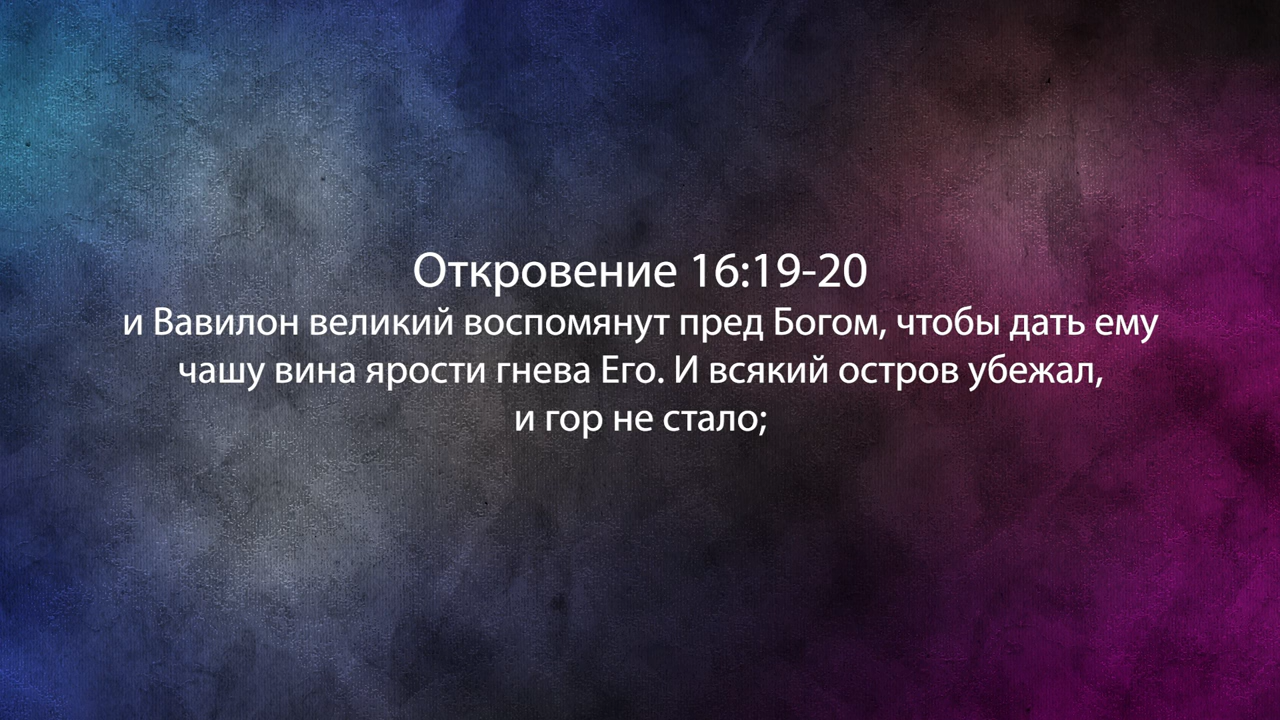 Откровение 16:19-20
и Вавилон великий воспомянут пред Богом, чтобы дать ему
чашу вина ярости гнева Его. И всякий остров убежал,
и гор не стало;